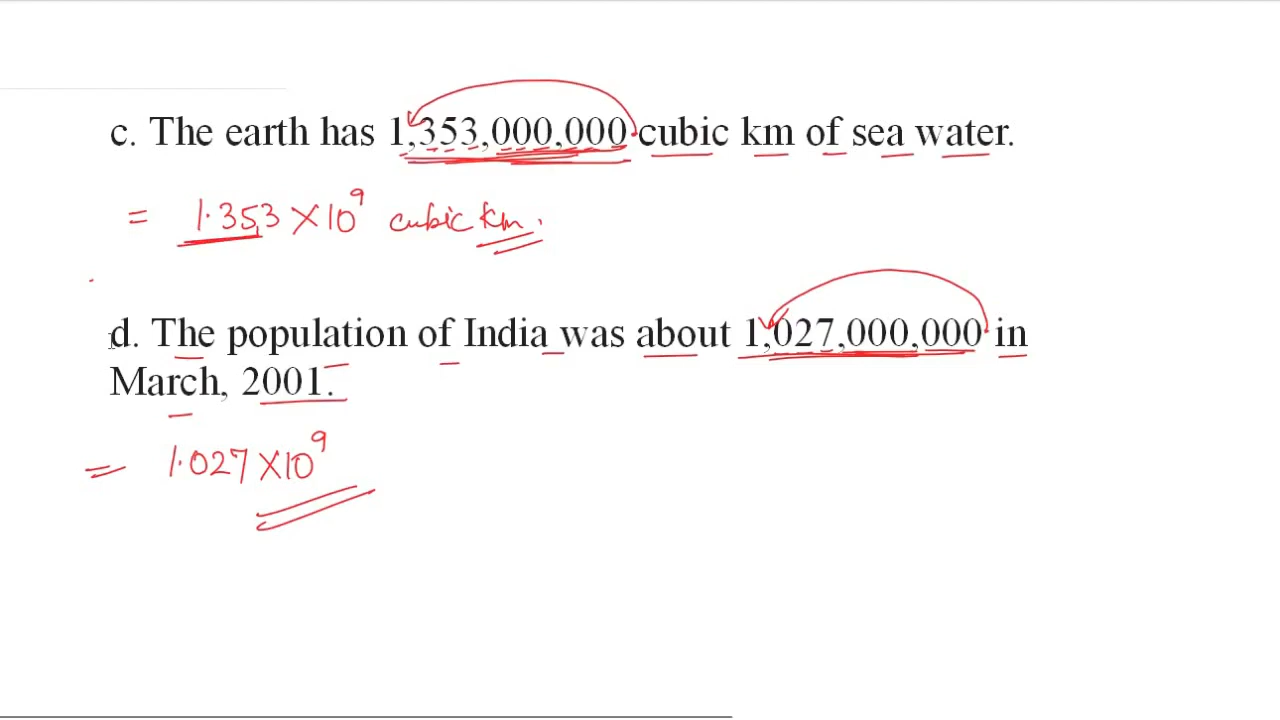 c. The earth has 1,353,000,000 cubic km of sea water.
= 1.353 × 10⁹ cubic km.
d. The population of India was about 1,027,000,000 in
March, 2001.
= 1.027 × 10⁹